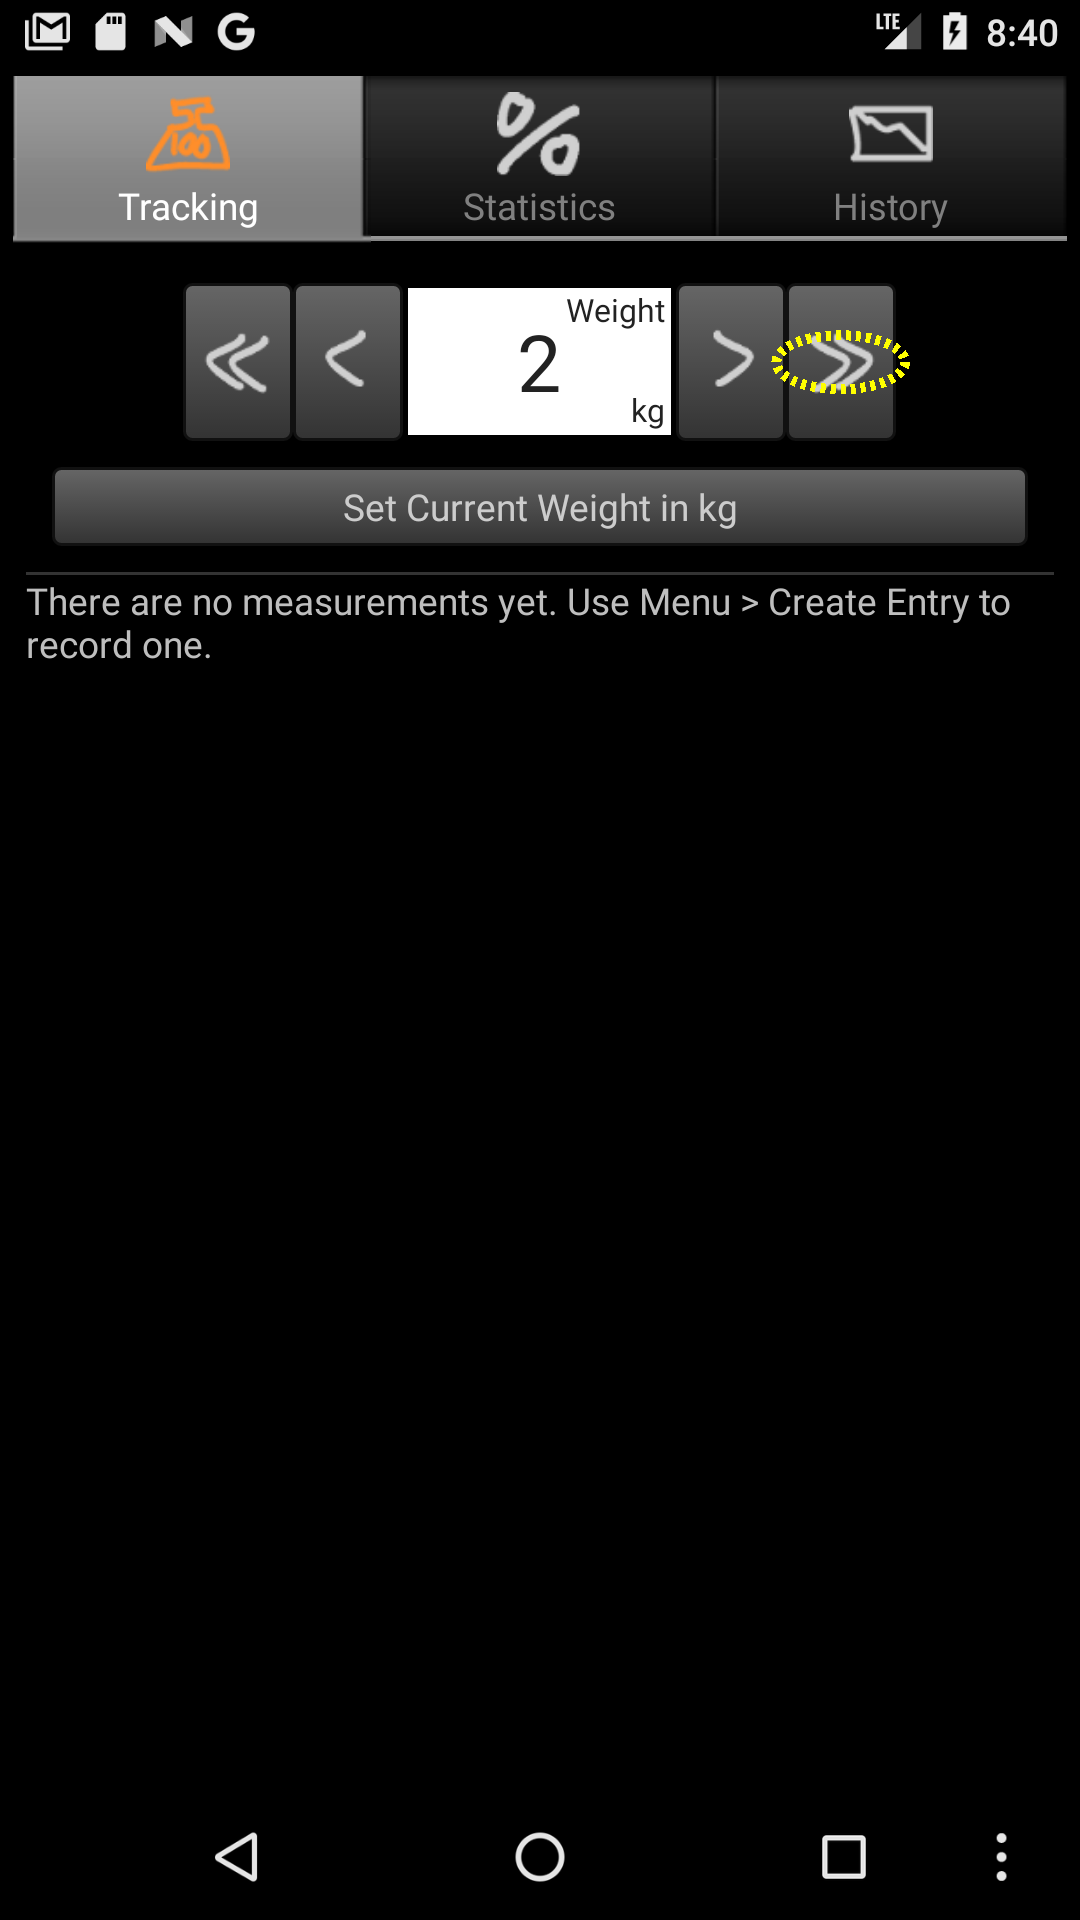 LTE 8:40
100
Tracking
Statistics
History
Weight
2
kg
Set Current Weight in kg
There are no measurements yet. Use Menu > Create Entry to
record one.